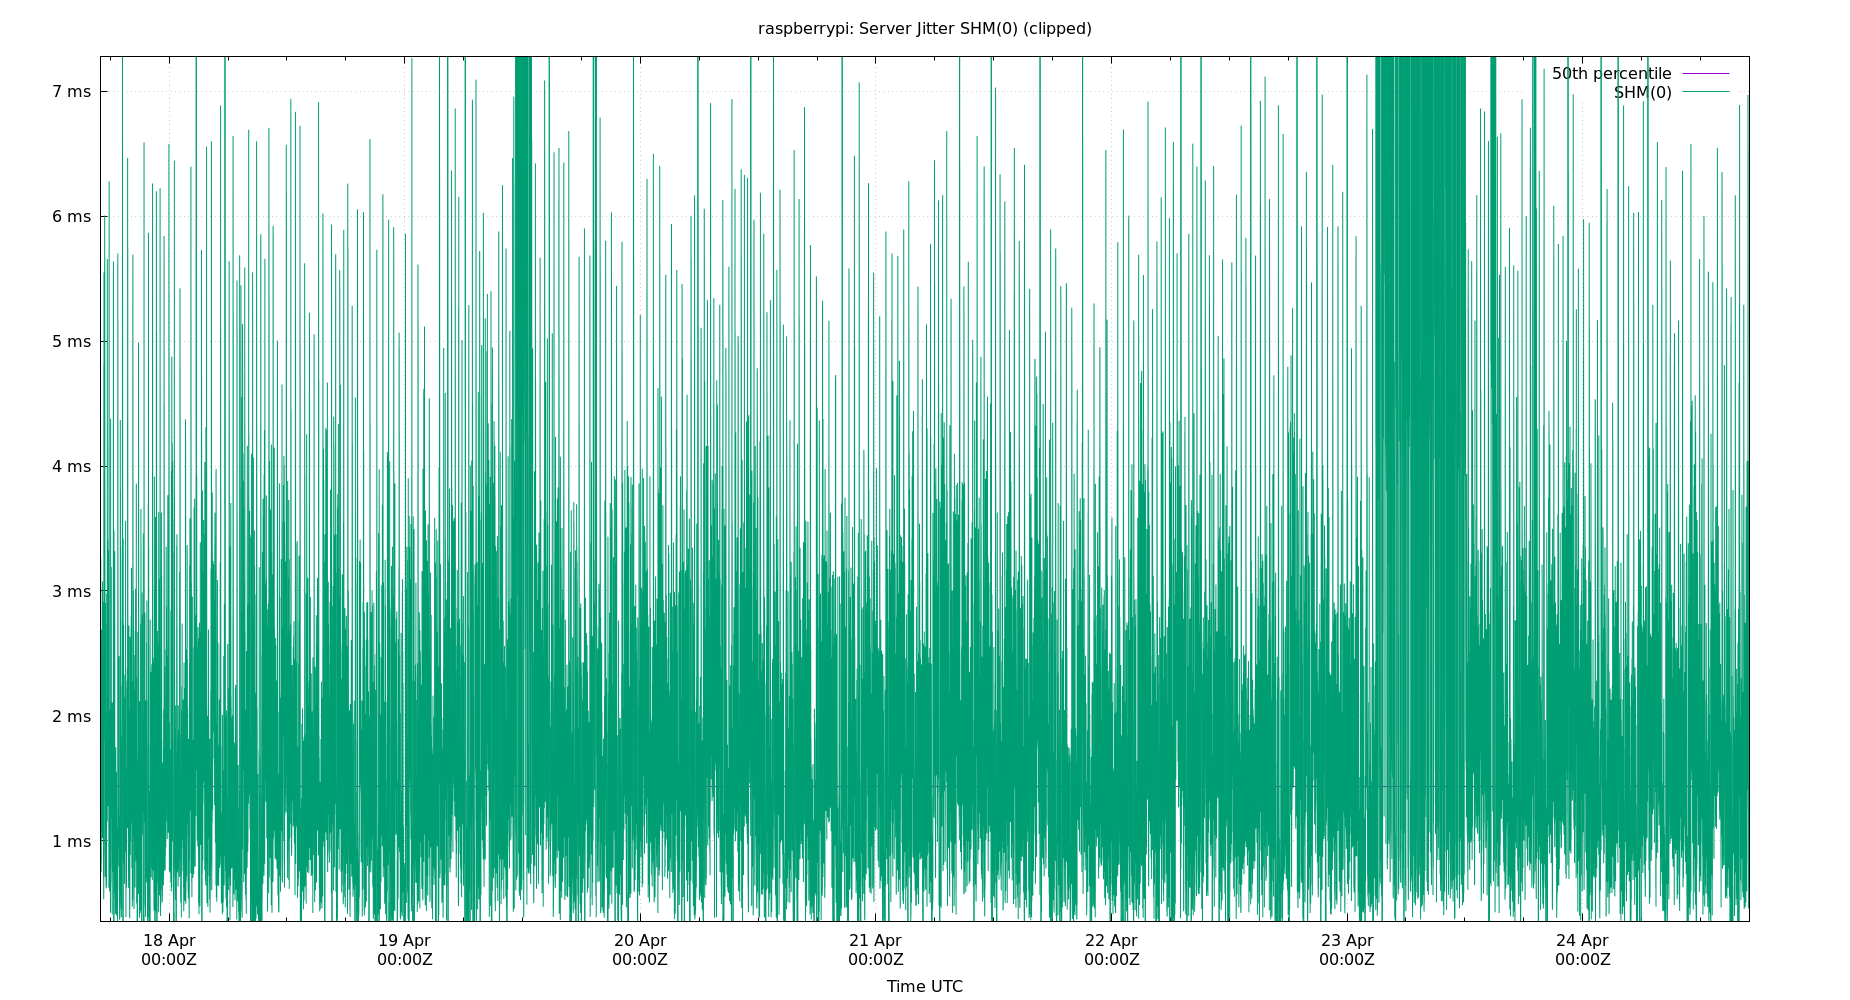 raspberrypi: Server Jitter SHM(0) (clipped)
50th percentile
SHM(0)
7 ms
6 ms
5 ms
4 ms
3 ms
2 ms
1 ms
18 Apr 19 Apr 20 Apr 21 Apr 22 Apr 23 Apr 24 Apr
00:00Z 00:00Z 00:00Z 00:00Z 00:00Z 00:00Z 00:00Z
Time UTC